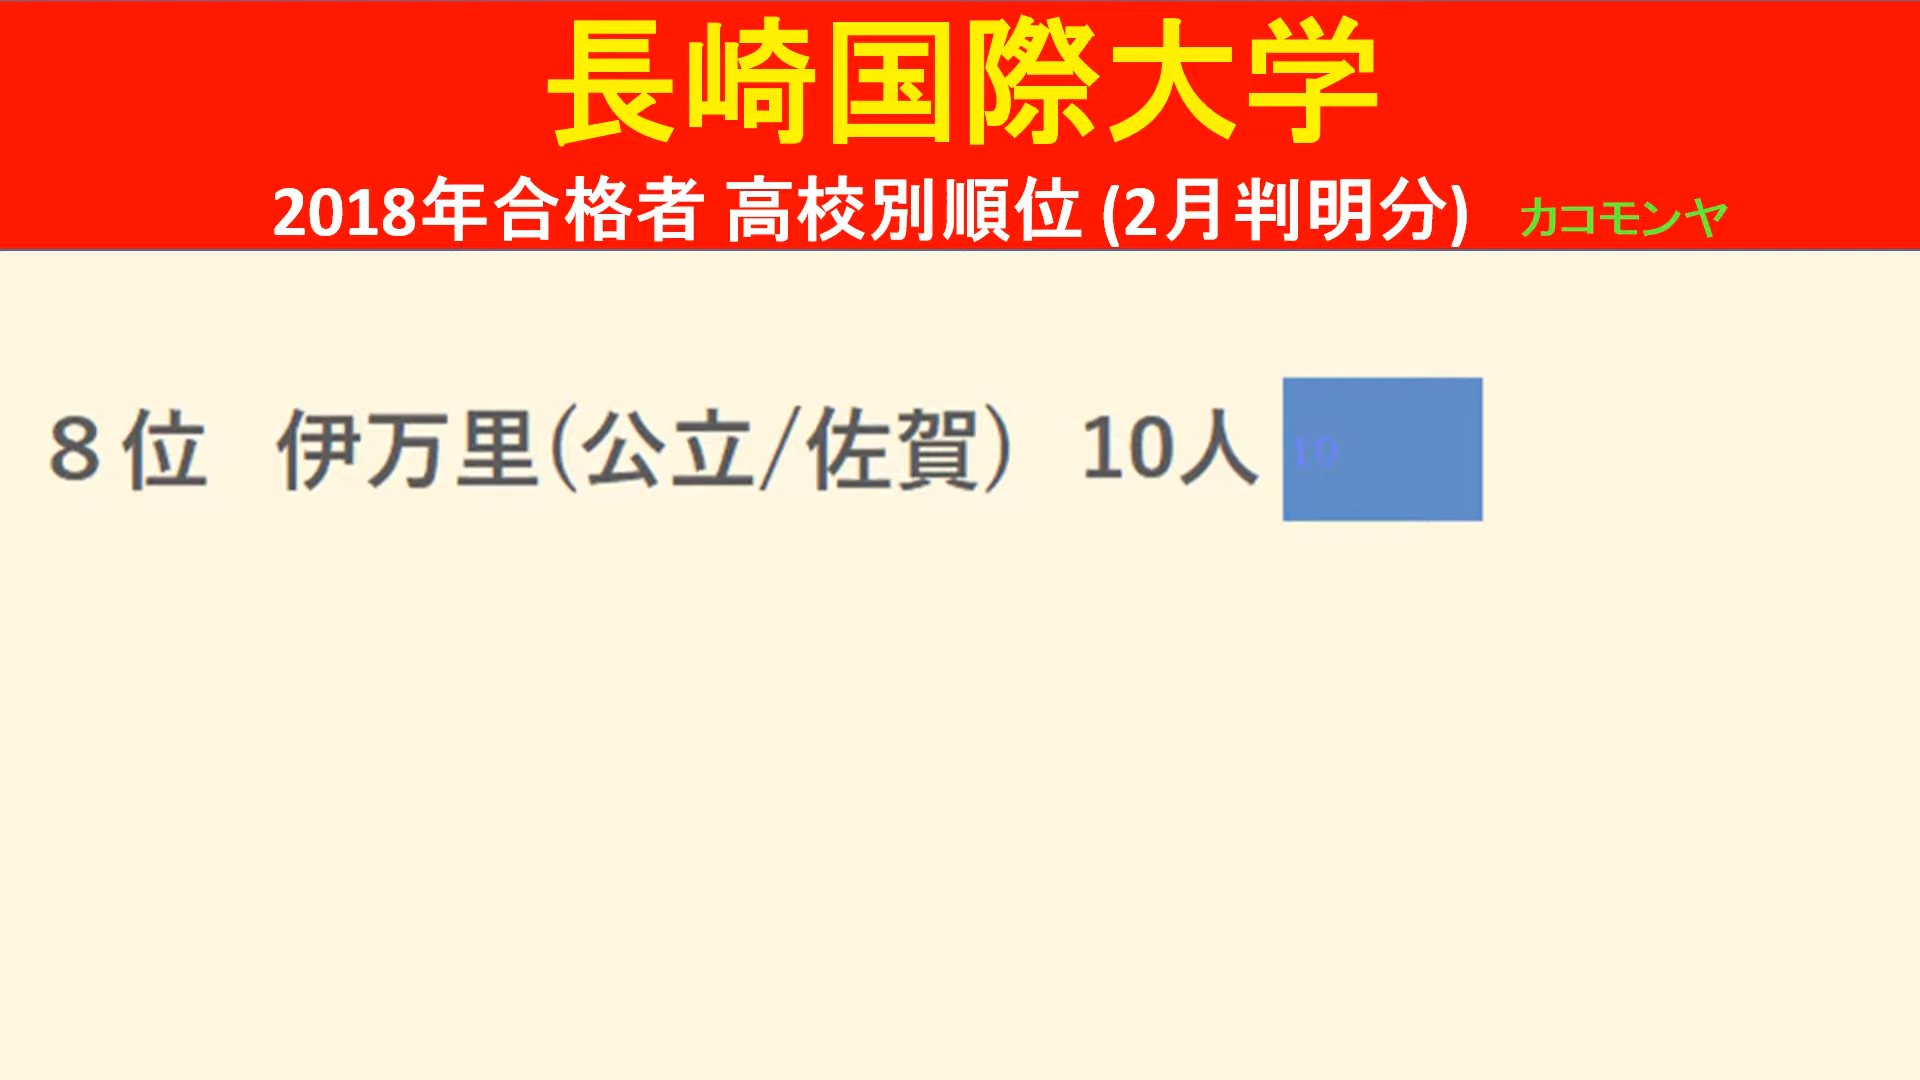 長崎国際大学
2018年合格者 高校別順位 (2月判明分) カコモンヤ
8位 伊万里(公立/佐賀) 10人 10